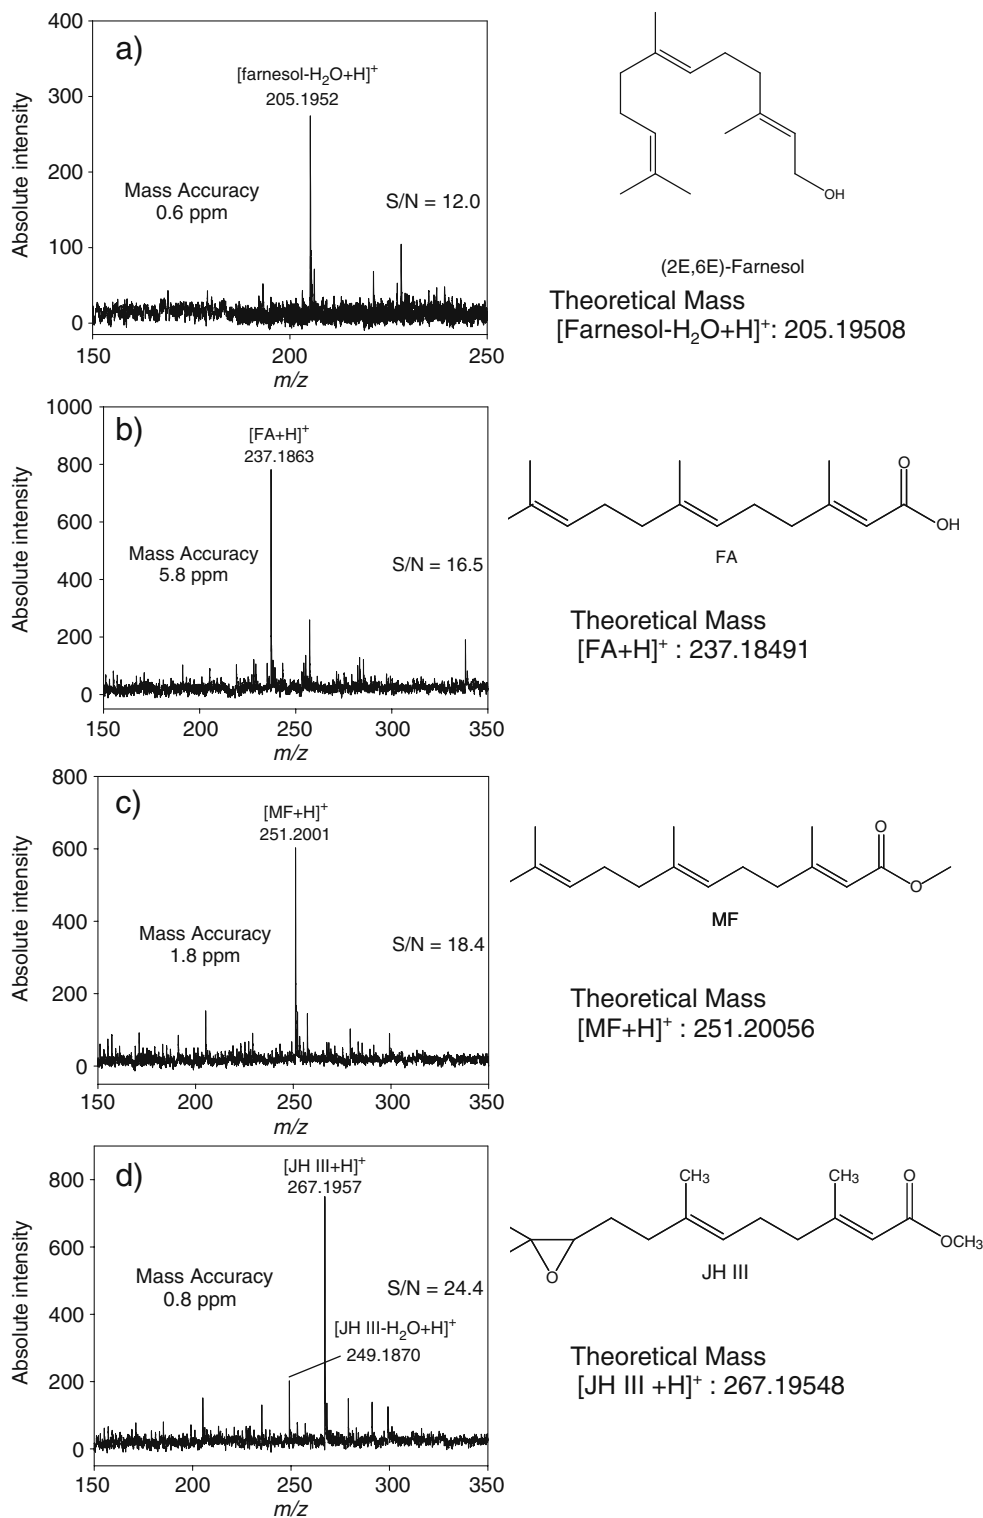 a)
Absolute intensity
400
300
200
100
0
[farnesol-H₂O+H]⁺
205.1952
Mass Accuracy
0.6 ppm
S/N = 12.0
150
200
250
m/z
OH
(2E,6E)-Farnesol
Theoretical Mass
[Farnesol-H₂O+H]⁺: 205.19508
b)
Absolute intensity
1000
800
600
400
200
0
[FA+H]⁺
237.1863
Mass Accuracy
5.8 ppm
S/N = 16.5
150
200
250
300
350
m/z
O
OH
FA
Theoretical Mass
[FA+H]⁺ : 237.18491
c)
Absolute intensity
800
600
400
200
0
[MF+H]⁺
251.2001
Mass Accuracy
1.8 ppm
S/N = 18.4
150
200
250
300
350
m/z
O
O
MF
Theoretical Mass
[MF+H]⁺ : 251.20056
d)
Absolute intensity
800
600
400
200
0
[JH III+H]⁺
267.1957
Mass Accuracy
0.8 ppm
S/N = 24.4
[JH III-H₂O+H]⁺
249.1870
150
200
250
300
350
m/z
CH₃
CH₃
O
OCH₃
O
JH III
Theoretical Mass
[JH III +H]⁺ : 267.19548